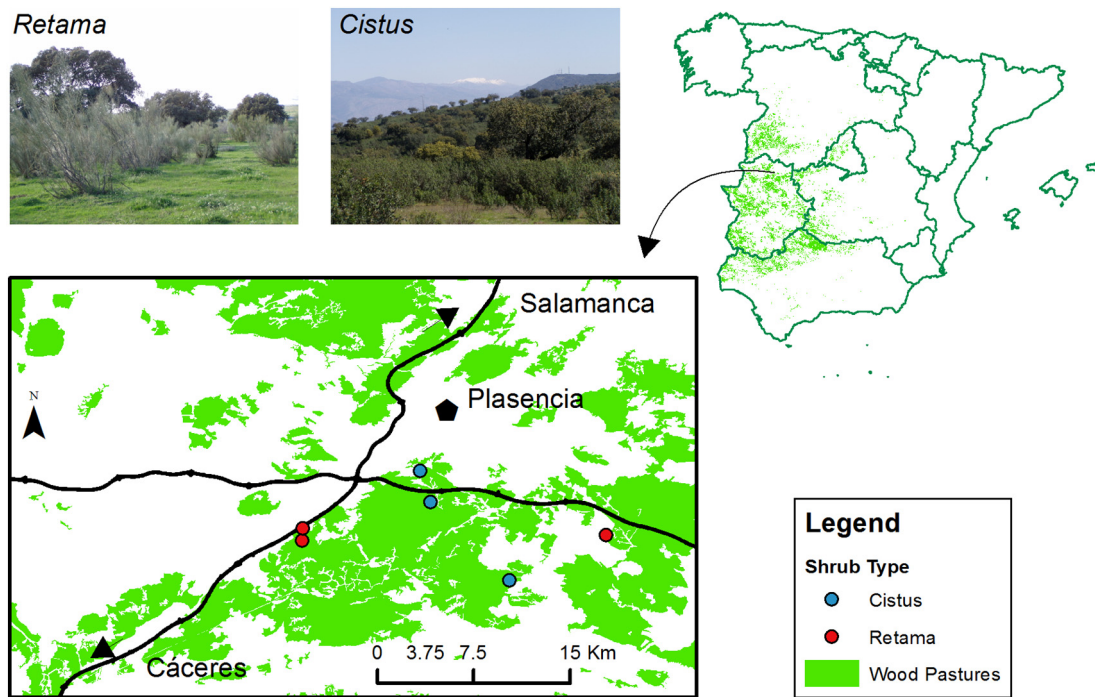 Retama
Cistus
Salamanca
Plasencia
N
Cáceres
0 3.75 7.5 15 Km
Legend
Shrub Type
Cistus
Retama
Wood Pastures